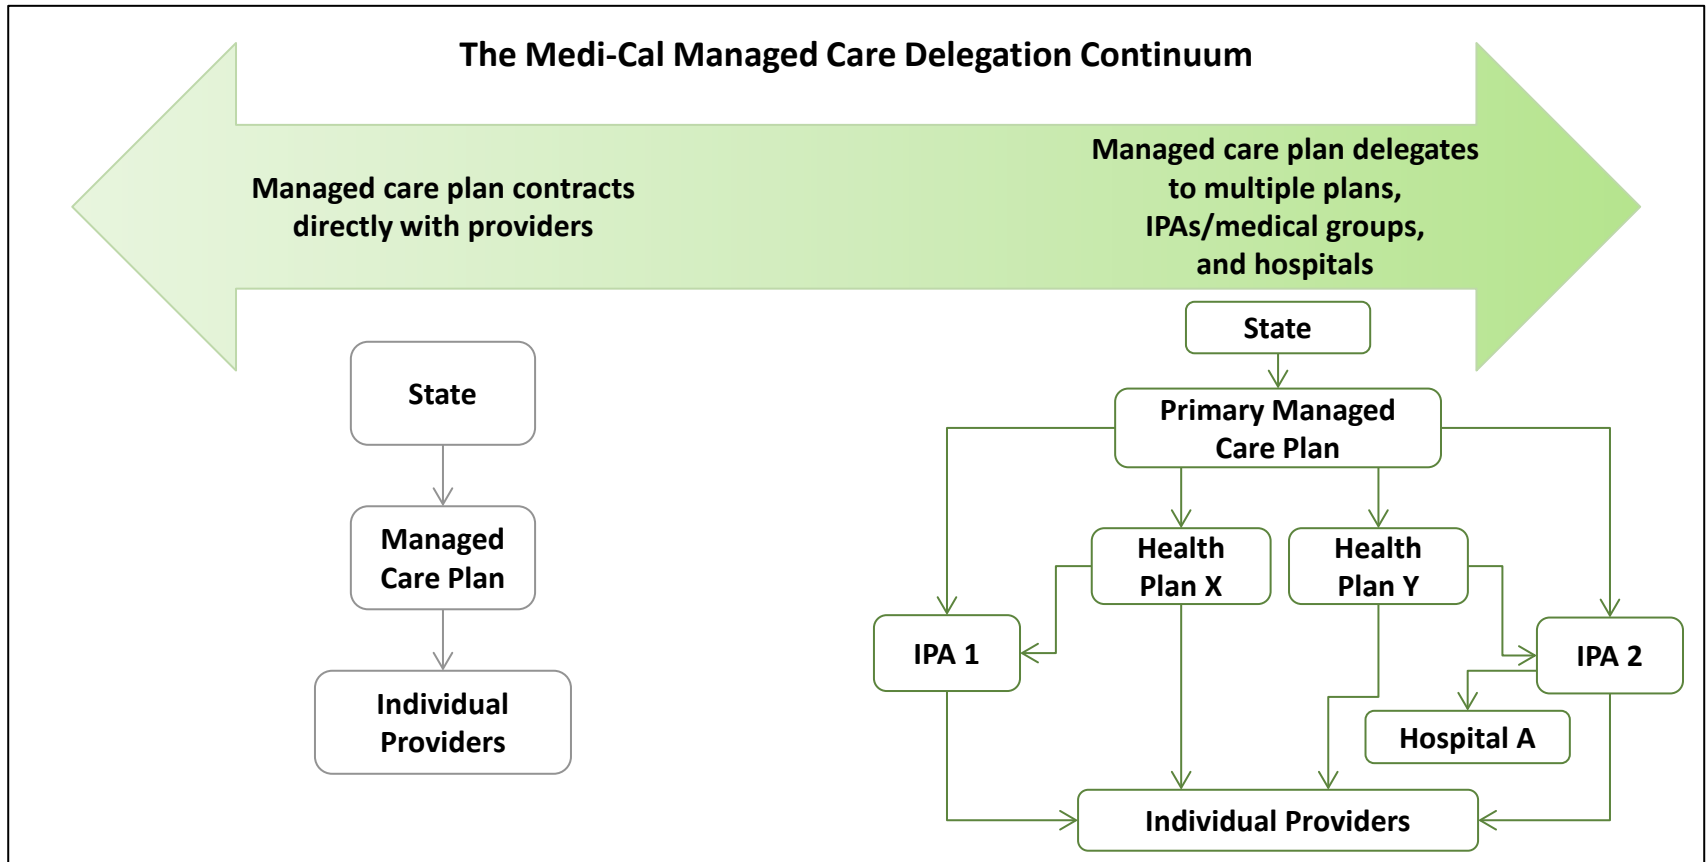 The Medi-Cal Managed Care Delegation Continuum
Managed care plan contracts
directly with providers
Managed care plan delegates
to multiple plans,
IPAs/medical groups,
and hospitals
State
Managed
Care Plan
Individual
Providers
State
Primary Managed
Care Plan
Health
Plan X
Health
Plan Y
IPA 1
IPA 2
Hospital A
Individual Providers